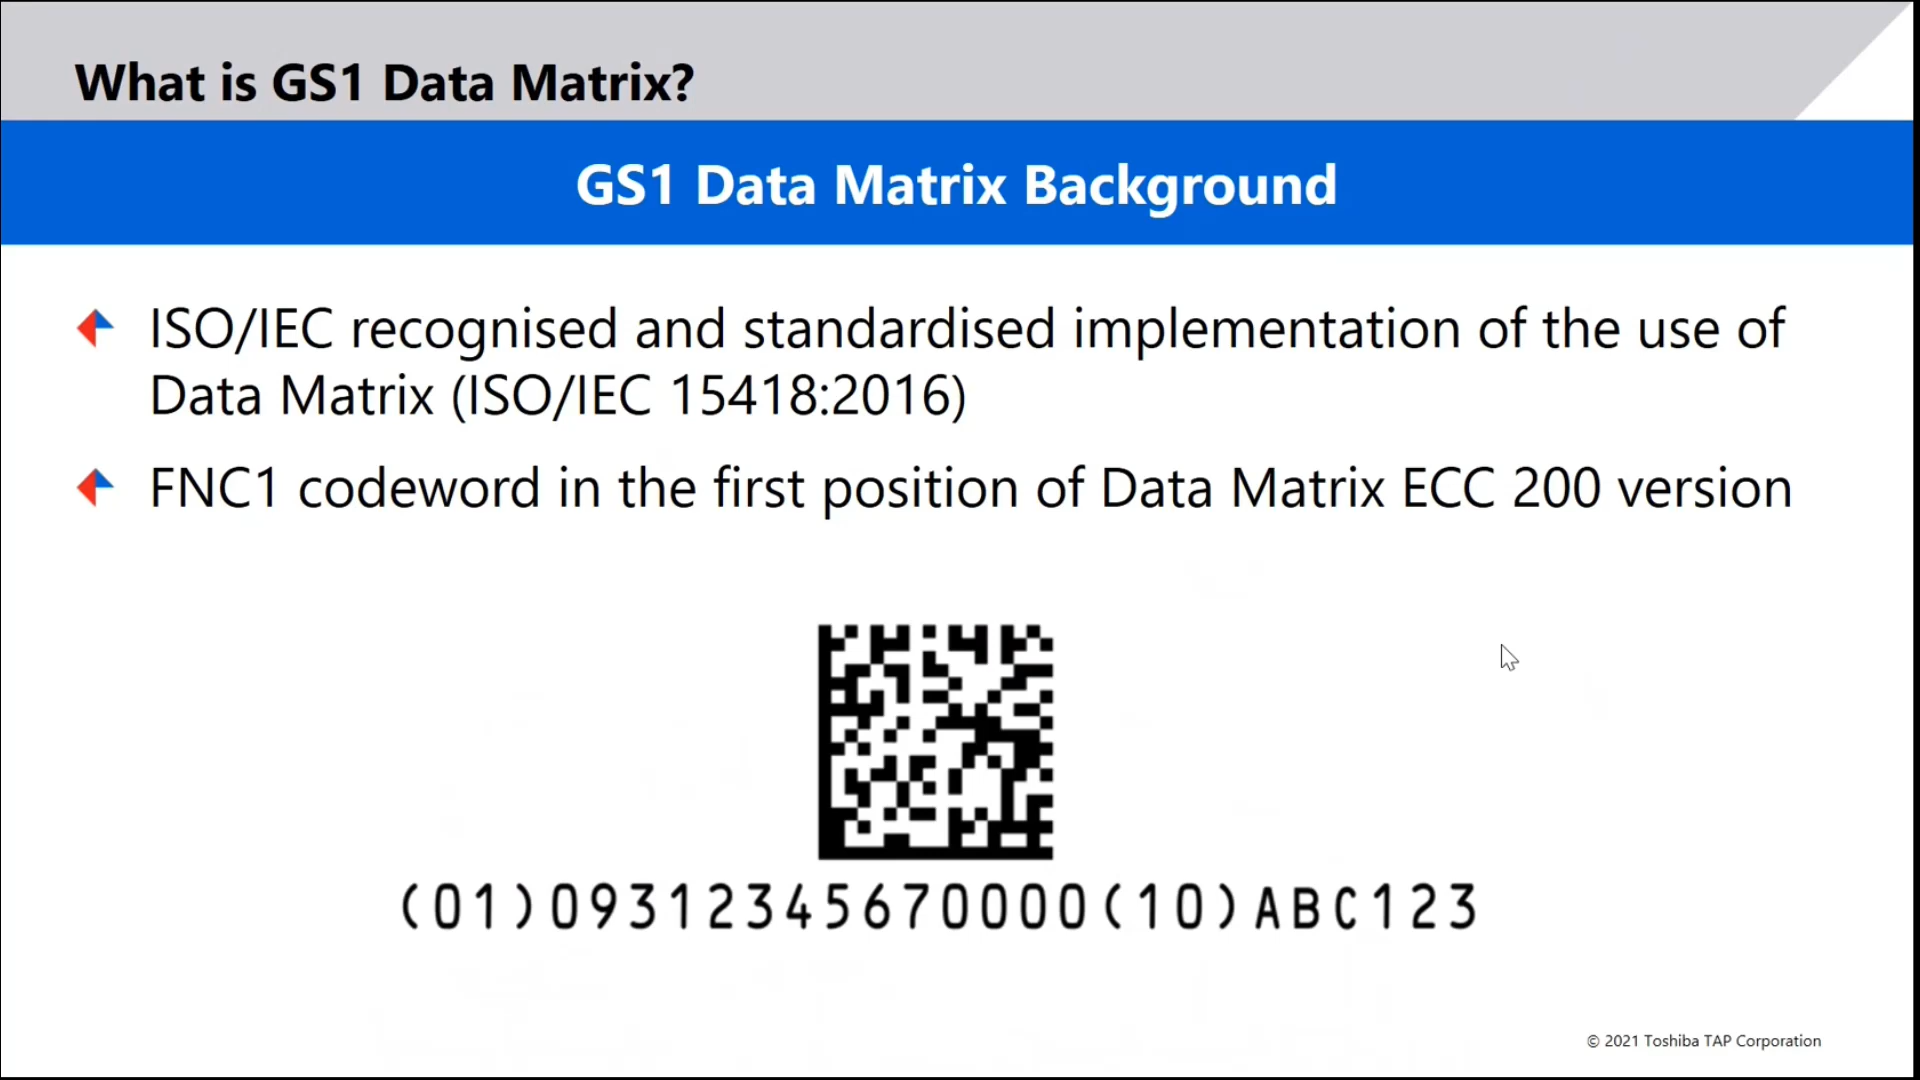 What is GS1 Data Matrix?
GS1 Data Matrix Background
ISO/IEC recognised and standardised implementation of the use of
Data Matrix (ISO/IEC 15418:2016)
FNC1 codeword in the first position of Data Matrix ECC 200 version
(01)09312345670000(10)ABC123
© 2021 Toshiba TAP Corporation